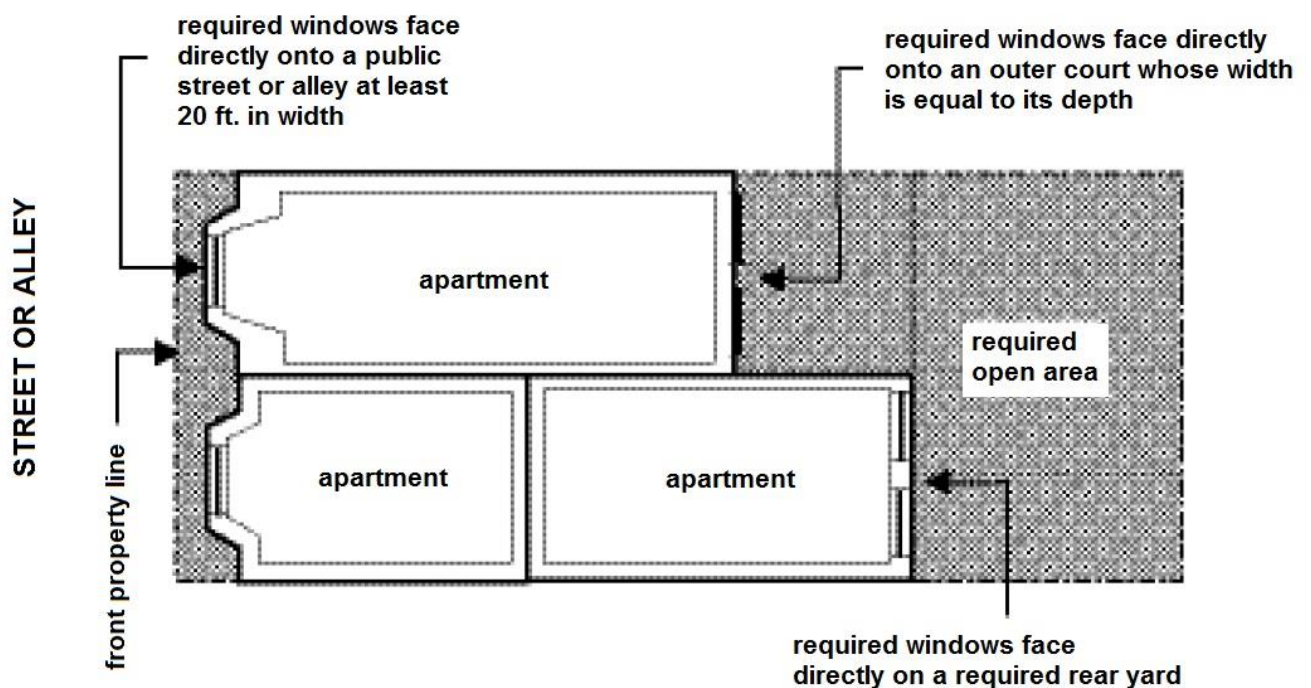 required windows face
directly onto a public
street or alley at least
20 ft. in width
required windows face directly
onto an outer court whose width
is equal to its depth
STREET OR ALLEY
apartment
required
open area
front property line
apartment
apartment
required windows face
directly on a required rear yard